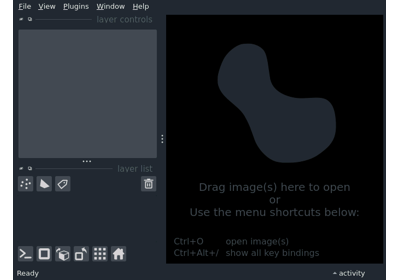 File View Plugins Window Help
layer controls
layer list
Drag image(s) here to open
or
Use the menu shortcuts below:
Ctrl+O open image(s)
Ctrl+Alt+/ show all key bindings
Ready
activity